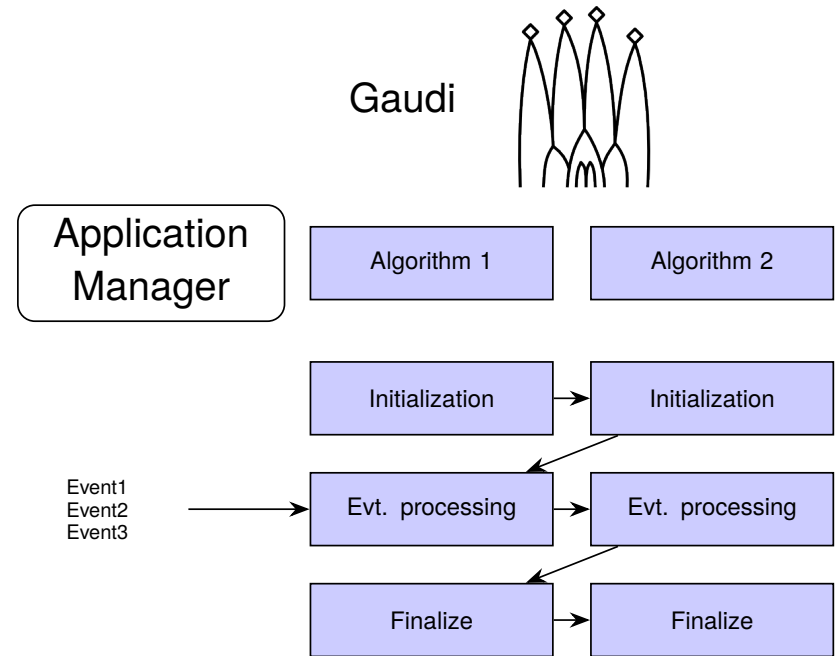 Gaudi
Application
Manager
Algorithm 1
Algorithm 2
Initialization
Initialization
Event1
Event2
Event3
Evt. processing
Evt. processing
Finalize
Finalize